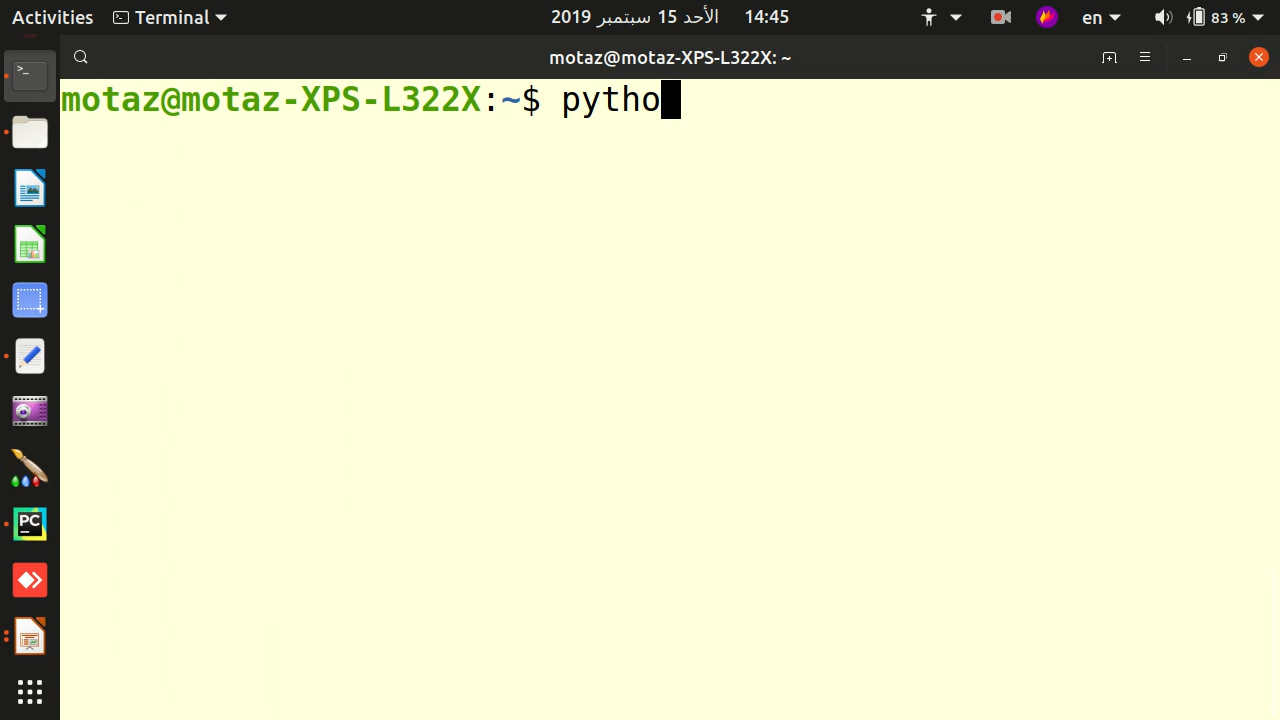 Activities Terminal الأحد 15 سبتمبر 2019 14:45 en 83 %
motaz@motaz-XPS-L322X: ~
motaz@motaz-XPS-L322X:~$ pytho
>_
PC